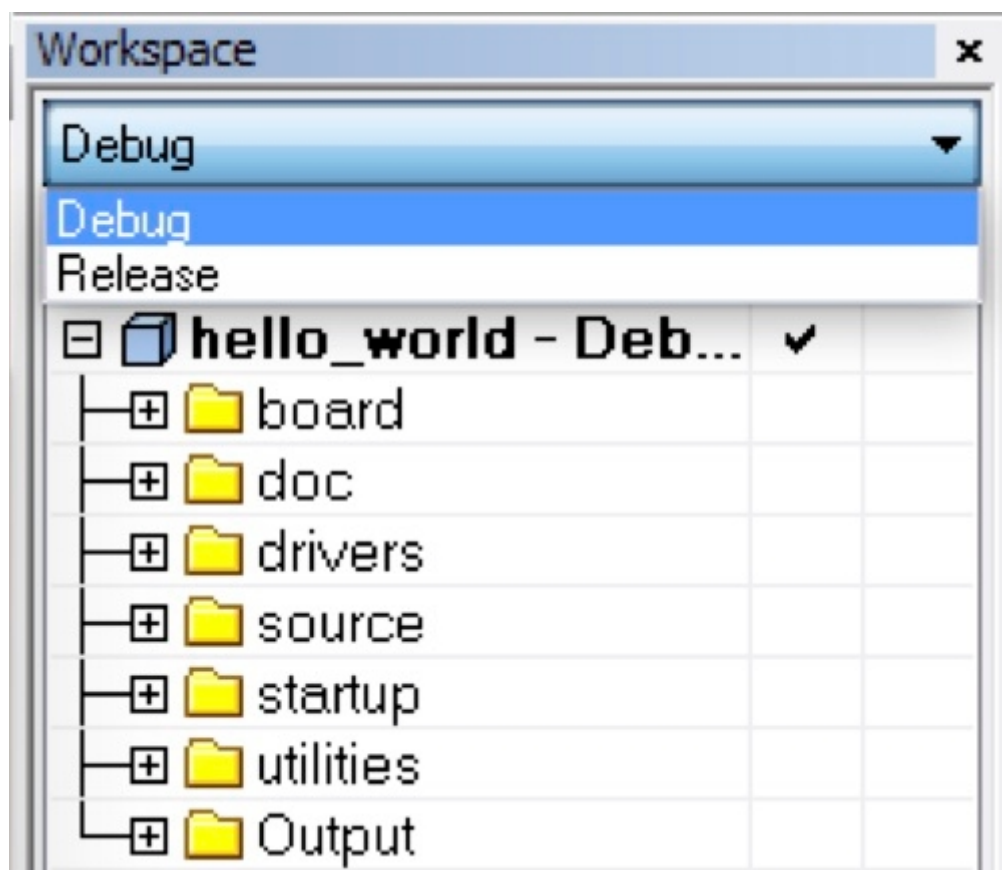 Workspace
Debug
Debug
Release
hello_world - Deb...
board
doc
drivers
source
startup
utilities
Output